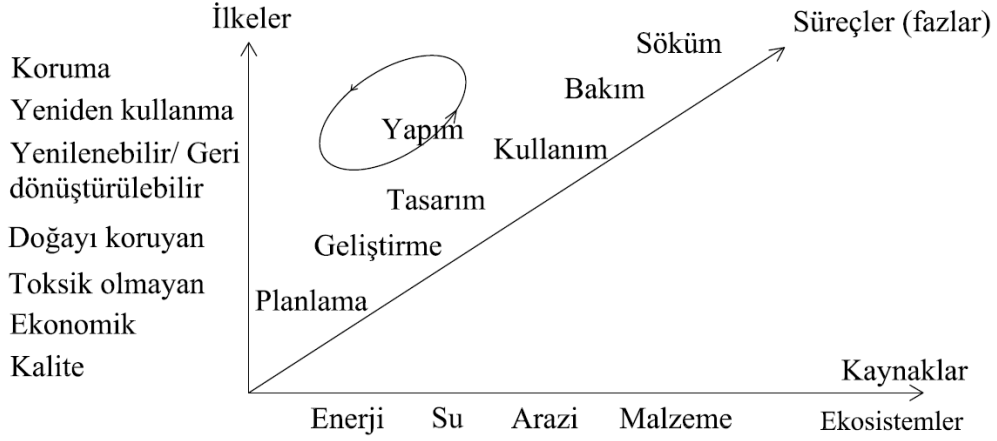 İlkeler
Süreçler (fazlar)
Söküm
Koruma
Bakım
Yeniden kullanma
Yapım
Yenilenebilir/ Geri
dönüştürülebilir
Kullanım
Tasarım
Doğayı koruyan
Geliştirme
Toksik olmayan
Planlama
Ekonomik
Kalite
Kaynaklar
Enerji Su Arazi Malzeme Ekosistemler